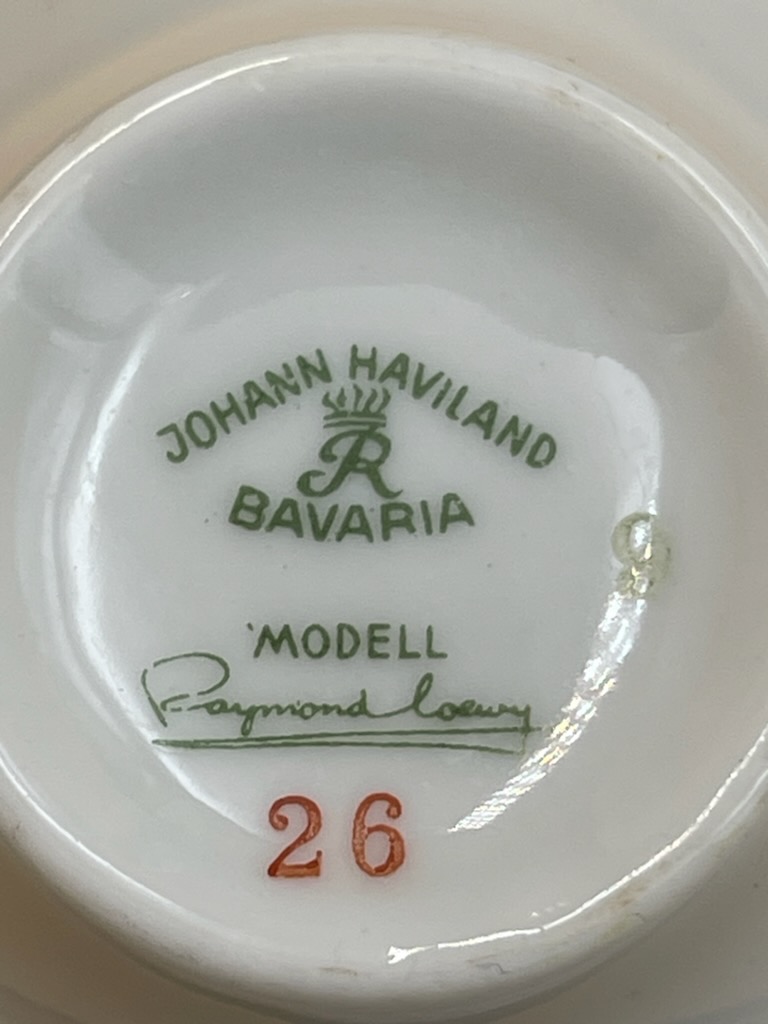 JOHANN HAVILAND
R
BAVARIA
MODELL
Raymond Loewy
26